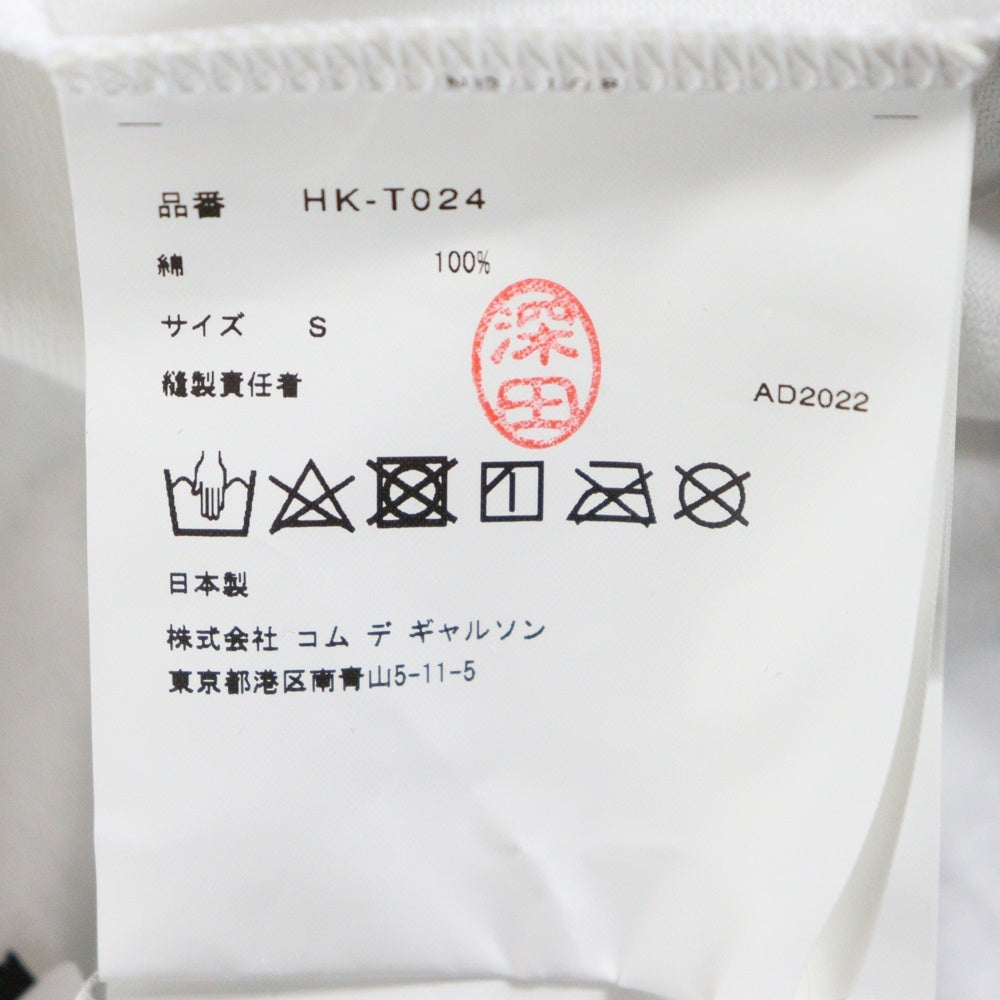 品番 HK-T024
綿 100%
サイズ S
縫製責任者 深田 AD2022
日本製
株式会社 コム デ ギャルソン
東京都港区南青山5-11-5